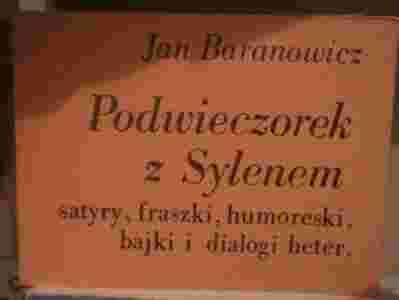 Jan Baranowicz
Podwieczorek
z Sylenem
satyry, fraszki, humoreski,
bajki i dialogi heter.